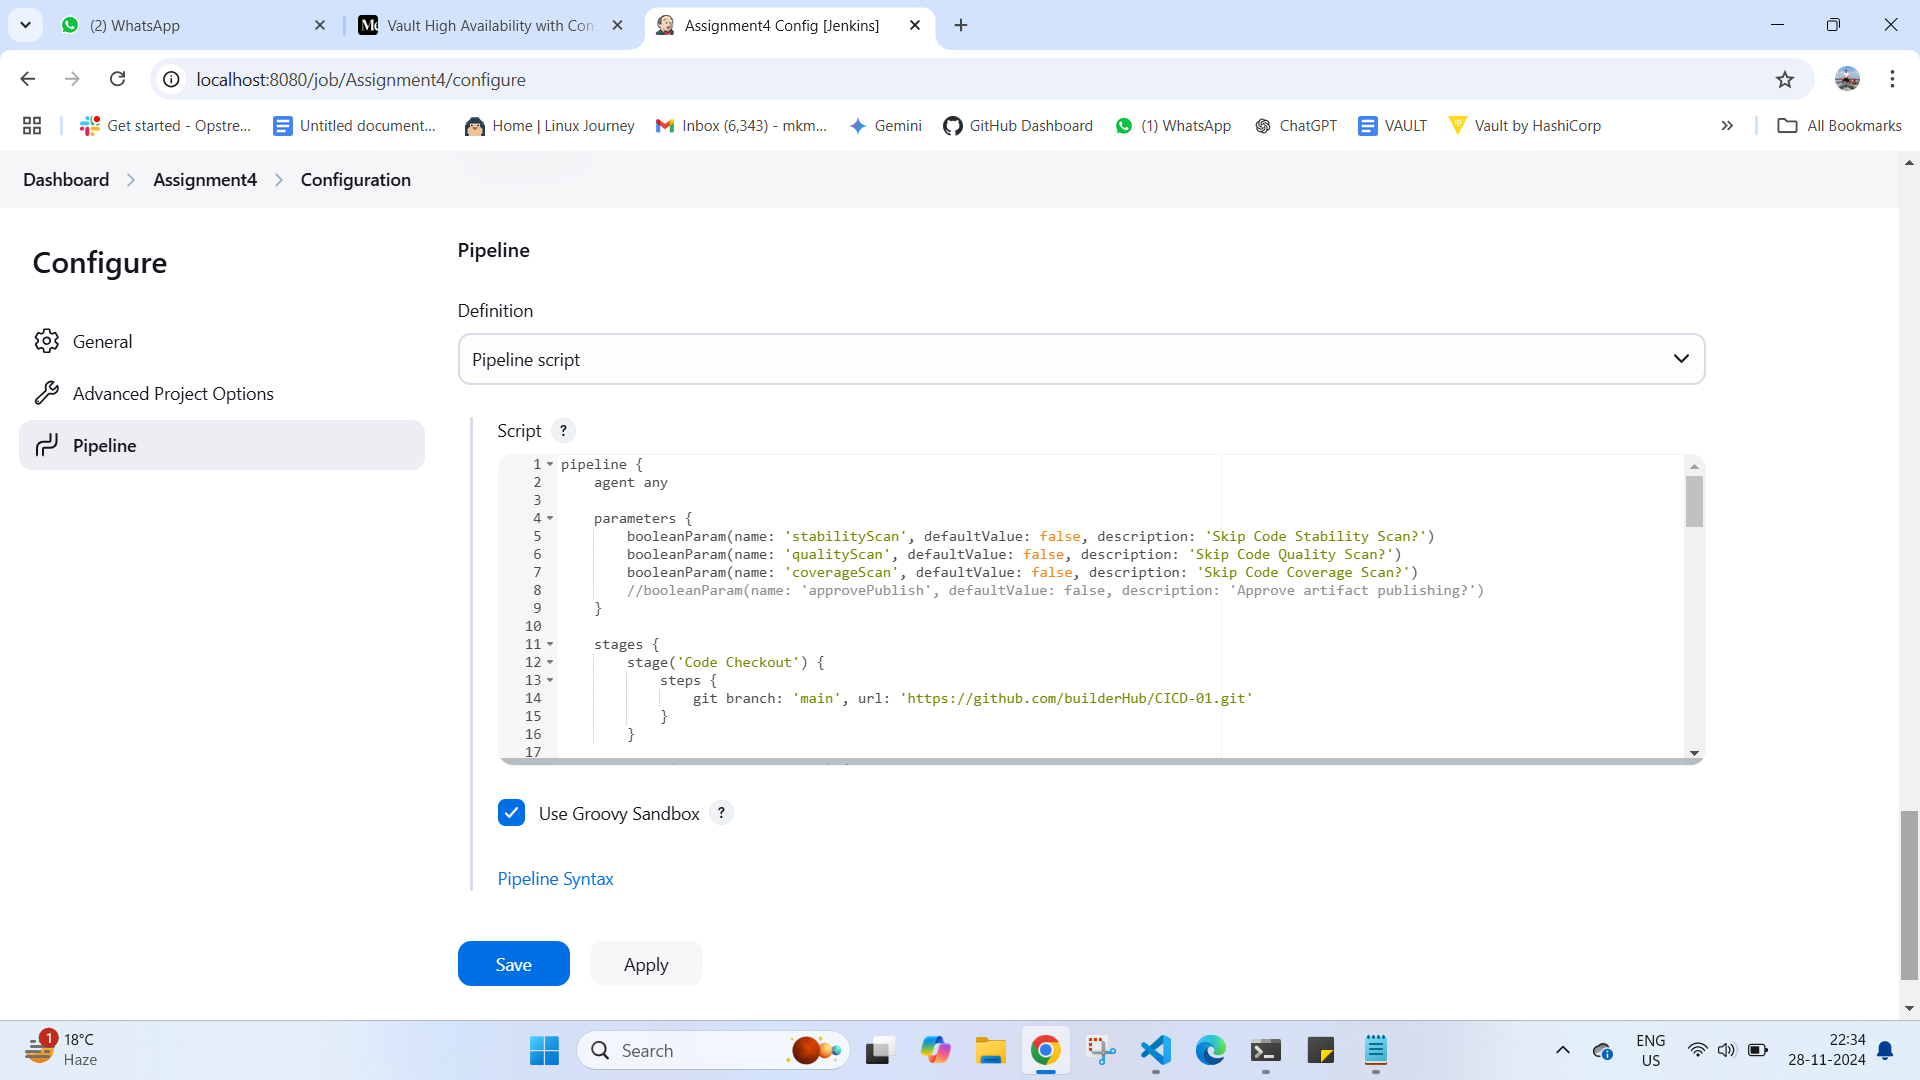 (2) WhatsApp
Vault High Availability with Con
Assignment4 Config [Jenkins]
localhost:8080/job/Assignment4/configure
Get started - Opstre...
Untitled document...
Home | Linux Journey
Inbox (6,343) - mkm...
Gemini
GitHub Dashboard
(1) WhatsApp
ChatGPT
VAULT
Vault by HashiCorp
All Bookmarks
Dashboard > Assignment4 > Configuration
Configure
General
Advanced Project Options
Pipeline
Pipeline
Definition
Pipeline script
Script ?
1 pipeline {
2     agent any
3
4     parameters {
5         booleanParam(name: 'stabilityScan', defaultValue: false, description: 'Skip Code Stability Scan?')
6         booleanParam(name: 'qualityScan', defaultValue: false, description: 'Skip Code Quality Scan?')
7         booleanParam(name: 'coverageScan', defaultValue: false, description: 'Skip Code Coverage Scan?')
8         //booleanParam(name: 'approvePublish', defaultValue: false, description: 'Approve artifact publishing?')
9     }
10
11     stages {
12         stage('Code Checkout') {
13             steps {
14                 git branch: 'main', url: 'https://github.com/builderHub/CICD-01.git'
15             }
16         }
17
Use Groovy Sandbox ?
Pipeline Syntax
Save
Apply
1
18°C
Haze
Search
ENG
US
22:34
28-11-2024